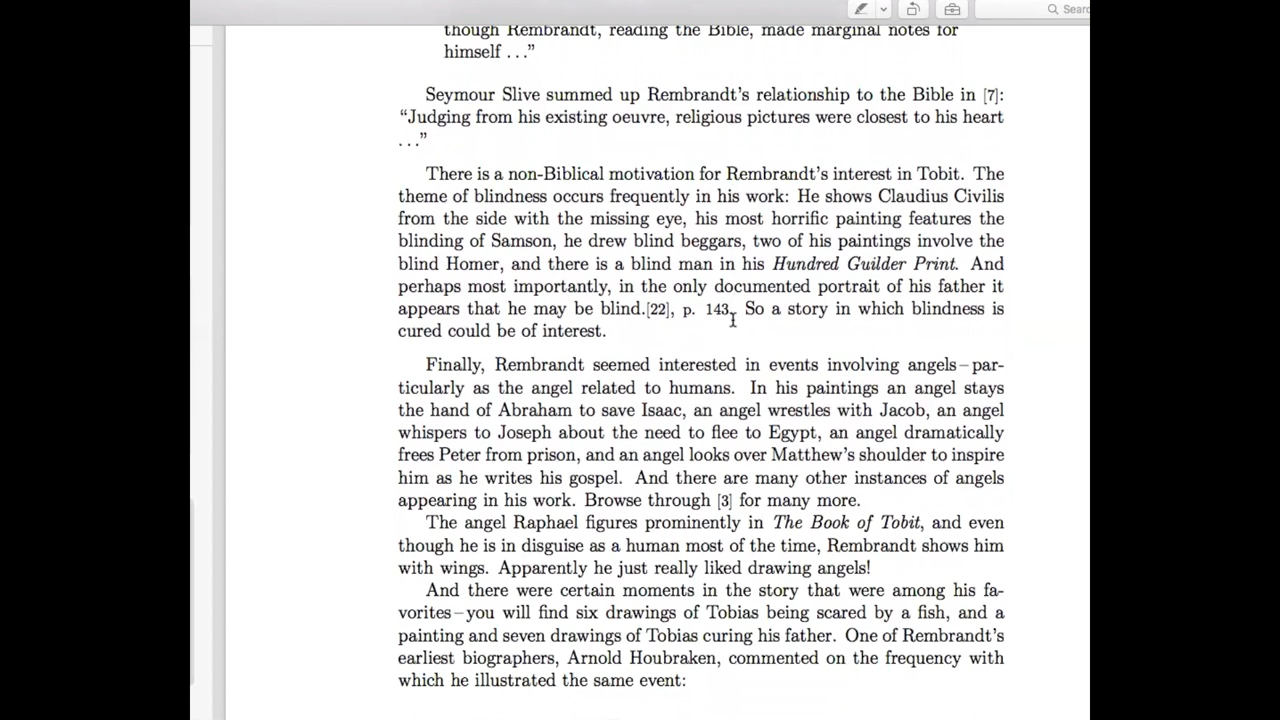 Sear
though Rembrandt, reading the Bible, made marginal notes for
himself . . .”
Seymour Slive summed up Rembrandt’s relationship to the Bible in [7]:
“Judging from his existing oeuvre, religious pictures were closest to his heart
. . .”
There is a non-Biblical motivation for Rembrandt’s interest in Tobit. The
theme of blindness occurs frequently in his work: He shows Claudius Civilis
from the side with the missing eye, his most horrific painting features the
blinding of Samson, he drew blind beggars, two of his paintings involve the
blind Homer, and there is a blind man in his Hundred Guilder Print. And
perhaps most importantly, in the only documented portrait of his father it
appears that he may be blind.[22], p. 143. So a story in which blindness is
cured could be of interest.
Finally, Rembrandt seemed interested in events involving angels–par-
ticularly as the angel related to humans. In his paintings an angel stays
the hand of Abraham to save Isaac, an angel wrestles with Jacob, an angel
whispers to Joseph about the need to flee to Egypt, an angel dramatically
frees Peter from prison, and an angel looks over Matthew’s shoulder to inspire
him as he writes his gospel. And there are many other instances of angels
appearing in his work. Browse through [3] for many more.
The angel Raphael figures prominently in The Book of Tobit, and even
though he is in disguise as a human most of the time, Rembrandt shows him
with wings. Apparently he just really liked drawing angels!
And there were certain moments in the story that were among his fa-
vorites–you will find six drawings of Tobias being scared by a fish, and a
painting and seven drawings of Tobias curing his father. One of Rembrandt’s
earliest biographers, Arnold Houbraken, commented on the frequency with
which he illustrated the same event: